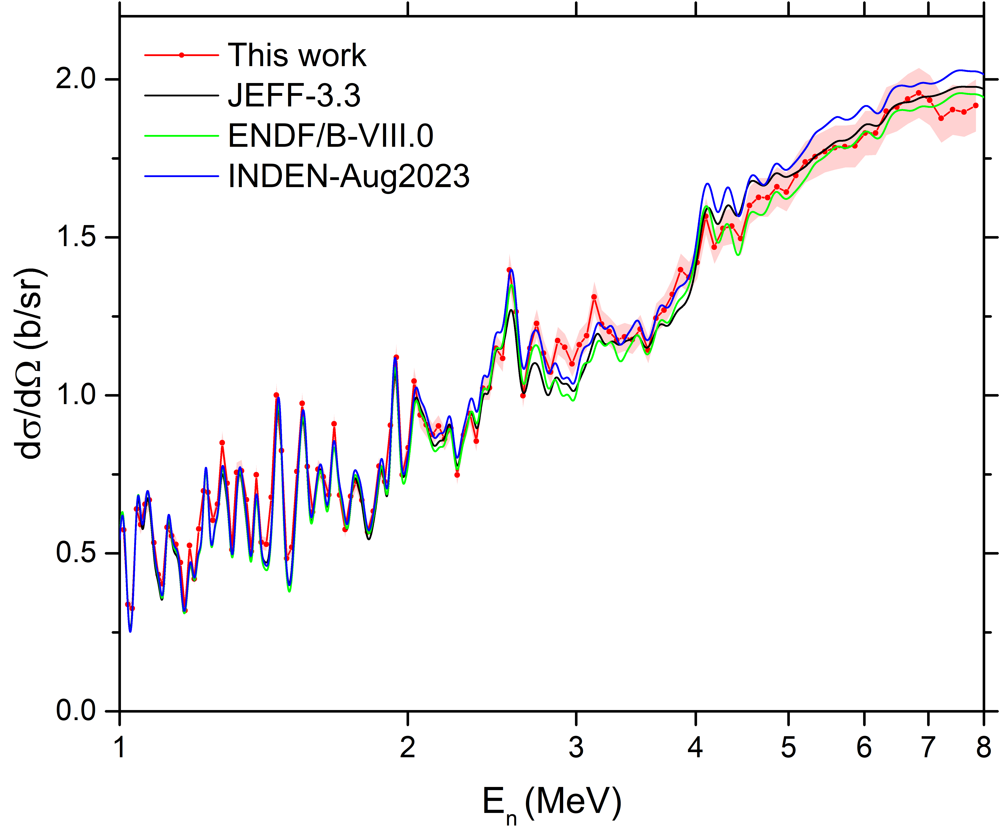 This work
JEFF-3.3
ENDF/B-VIII.0
INDEN-Aug2023
dσ/dΩ (b/sr)
2.0
1.5
1.0
0.5
0.0
1 2 3 4 5 6 7 8
En (MeV)